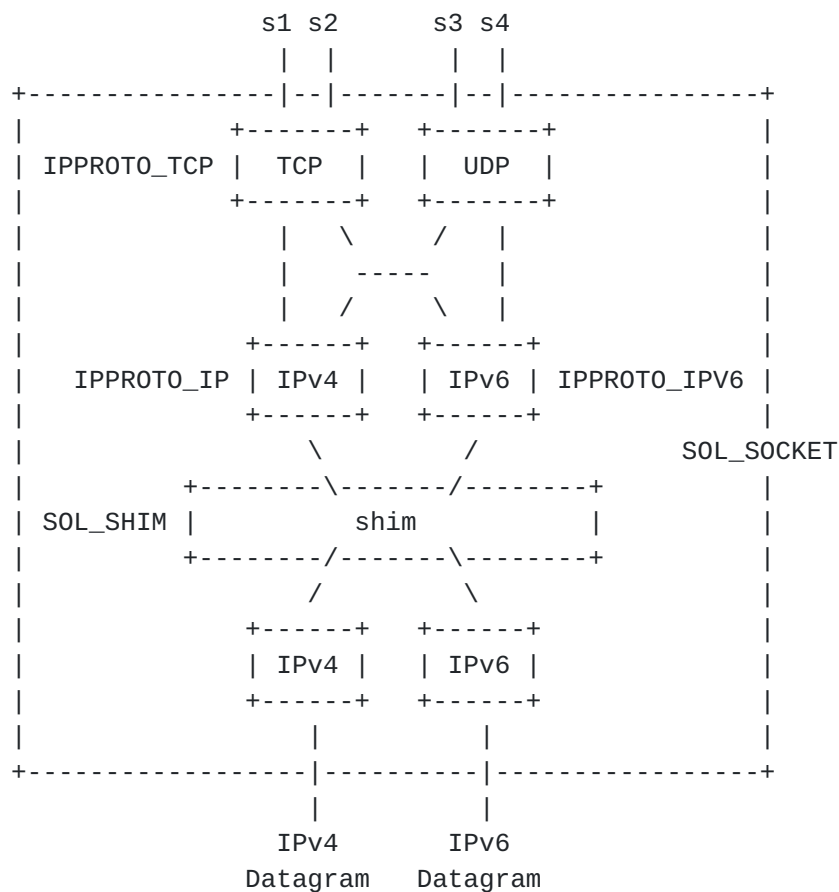 s1 s2 s3 s4
IPPROTO_TCP TCP UDP
IPPROTO_IP IPv4 IPv6 IPPROTO_IPV6
SOL_SOCKET
SOL_SHIM shim
IPv4 IPv6
IPv4 IPv6
Datagram Datagram